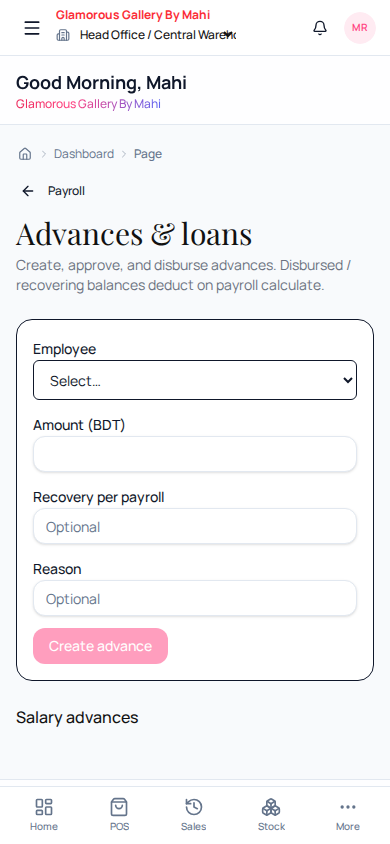 Glamorous Gallery By Mahi
Head Office / Central
MR
Good Morning, Mahi
Glamorous Gallery By Mahi
Dashboard
Page
Payroll
Advances & loans
Create, approve, and disburse advances. Disbursed /
recovering balances deduct on payroll calculate.
Employee
Select...
Amount (BDT)
Recovery per payroll
Optional
Reason
Optional
Create advance
Salary advances
Home
POS
Sales
Stock
More